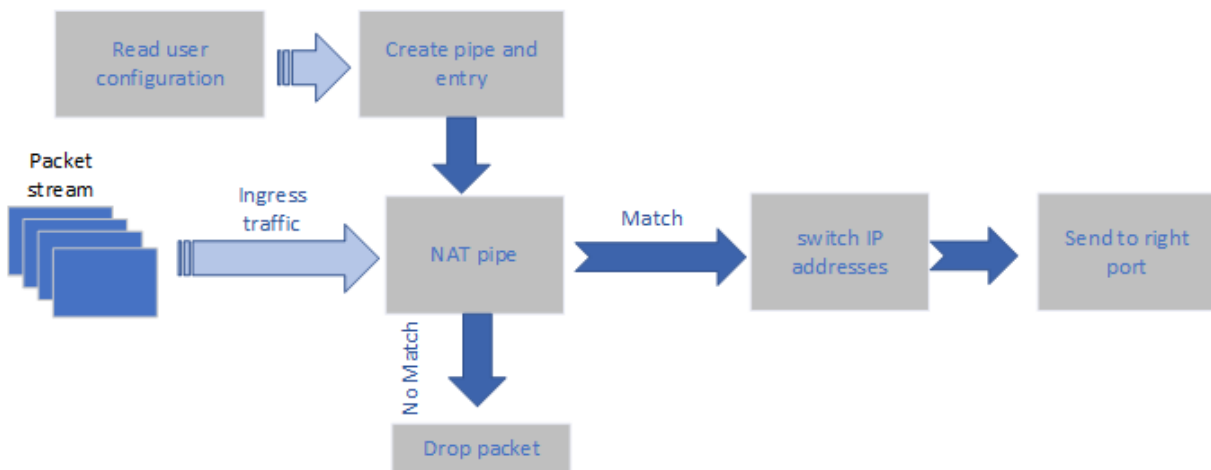 Read user
configuration
Create pipe and
entry
Packet
stream
Ingress
traffic
NAT pipe
Match
switch IP
addresses
Send to right
port
No Match
Drop packet